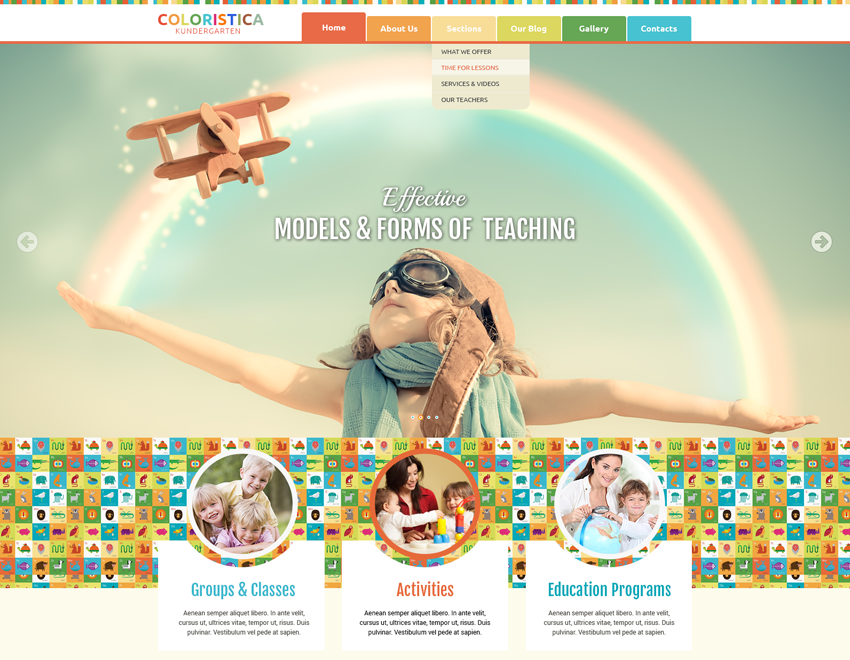 COLORISTICA
KUNDERGARTEN
Home
About Us
Sections
Our Blog
Gallery
Contacts
WHAT WE OFFER
TIME FOR LESSONS
SERVICES & VIDEOS
OUR TEACHERS
Effective
MODELS & FORMS OF TEACHING
Groups & Classes
Aenean semper aliquet libero. In ante velit,
cursus ut, ultrices vitae, tempor ut, risus. Duis
pulvinar. Vestibulum vel pede at sapien.
Activities
Aenean semper aliquet libero. In ante velit,
cursus ut, ultrices vitae, tempor ut, risus. Duis
pulvinar. Vestibulum vel pede at sapien.
Education Programs
Aenean semper aliquet libero. In ante velit,
cursus ut, ultrices vitae, tempor ut, risus. Duis
pulvinar. Vestibulum vel pede at sapien.